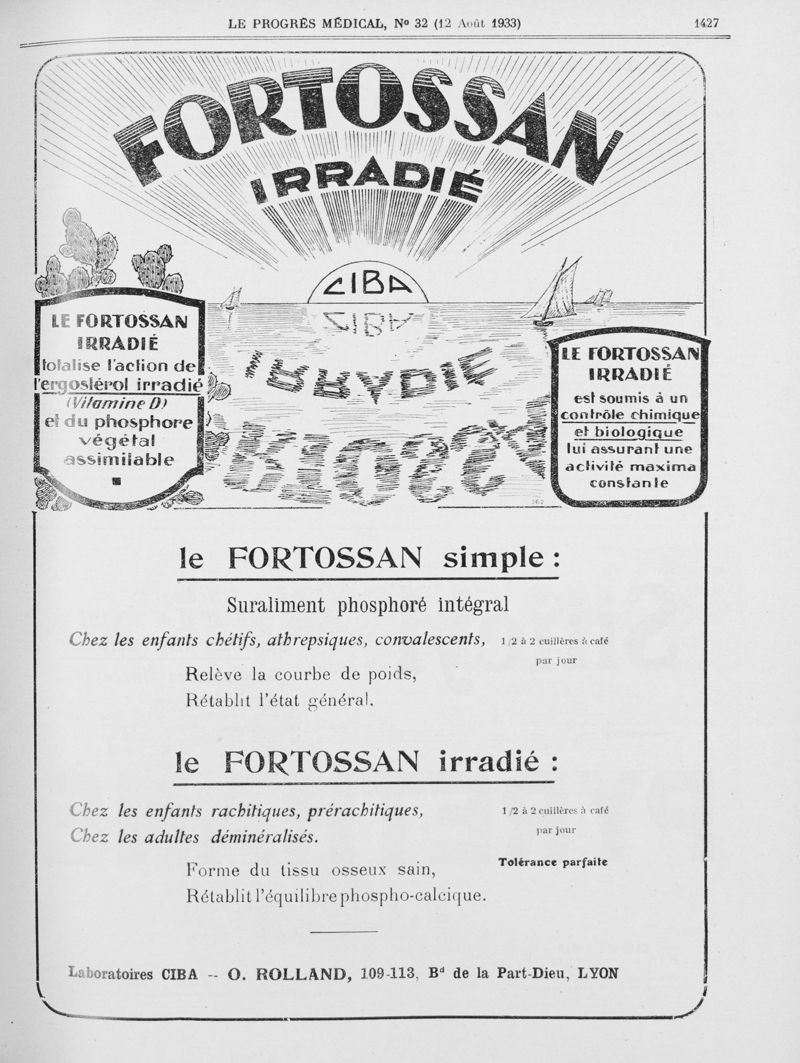 LE PROGRÈS MÉDICAL, Nº 32 (12 Août 1933)
1427
FORTOSSAN
IRRADIÉ
CIBA
CIBA
IRRADIÉ
LE FORTOSSAN
IRRADIÉ
totalise l'action de
l'ergostérol irradié
(Vitamine D)
et du phosphore
végétal
assimilable
LE FORTOSSAN
IRRADIÉ
est soumis à un
contrôle chimique
et biologique
lui assurant une
activité maxima
constante
le FORTOSSAN simple :
Suraliment phosphoré intégral
Chez les enfants chétifs, athrepsiques, convalescents, 1/2 à 2 cuillères à café
par jour
Relève la courbe de poids,
Rétablit l'état général.
le FORTOSSAN irradié :
Chez les enfants rachitiques, prérachitiques, 1/2 à 2 cuillères à café
par jour
Chez les adultes déminéralisés.
Tolérance parfaite
Forme du tissu osseux sain,
Rétablit l'équilibre phospho-calcique.
Laboratoires CIBA -- O. ROLLAND, 109-113, Bd de la Part-Dieu, LYON